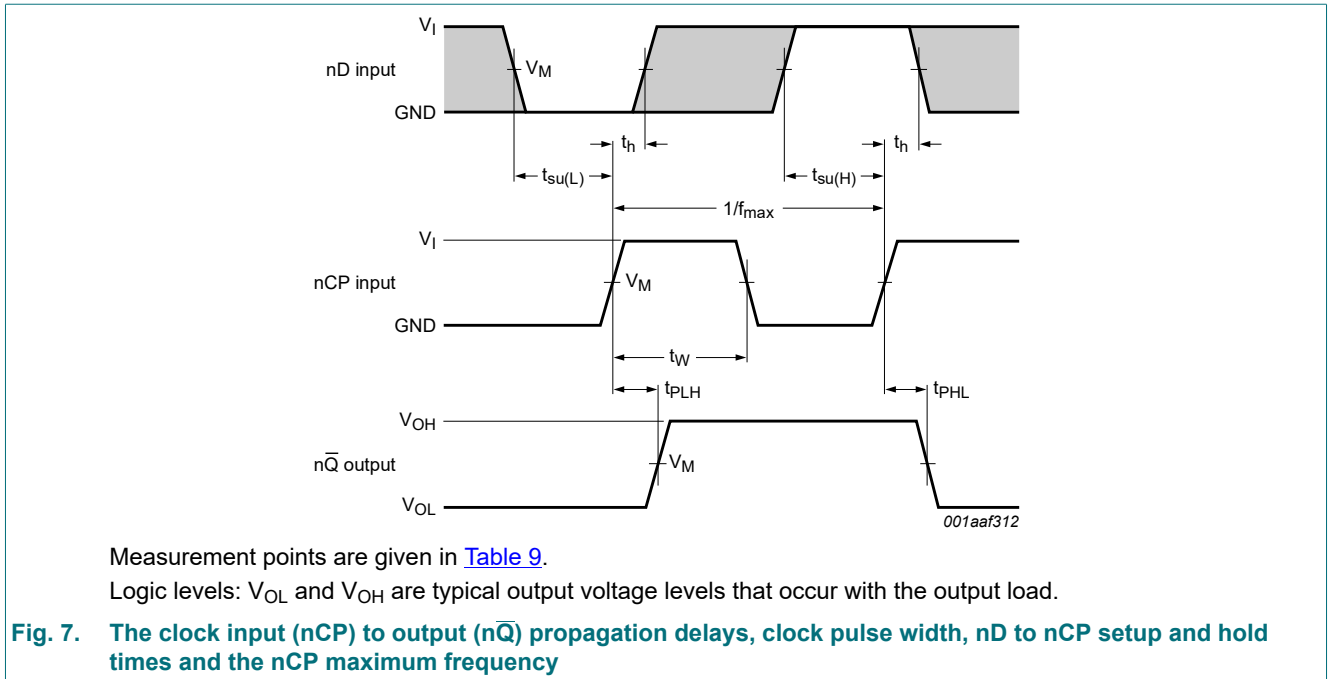 V_I
nD input
V_M
GND
t_h
t_h
t_su(L)
t_su(H)
1/f_max
V_I
nCP input
V_M
GND
t_W
t_PLH
t_PHL
V_OH
nQ̅ output
V_M
V_OL
001aaf312
Measurement points are given in Table 9.
Logic levels: V_OL and V_OH are typical output voltage levels that occur with the output load.
Fig. 7. The clock input (nCP) to output (nQ̅) propagation delays, clock pulse width, nD to nCP setup and hold
times and the nCP maximum frequency